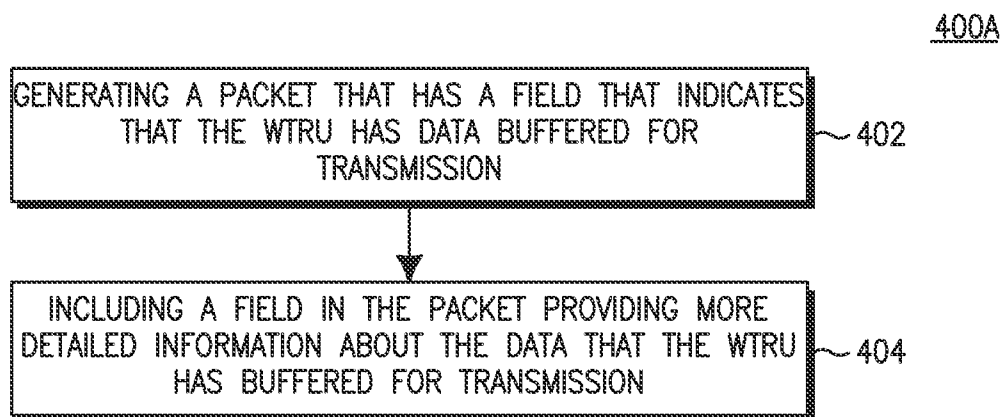 400A
GENERATING A PACKET THAT HAS A FIELD THAT INDICATES
THAT THE WTRU HAS DATA BUFFERED FOR
TRANSMISSION
402
INCLUDING A FIELD IN THE PACKET PROVIDING MORE
DETAILED INFORMATION ABOUT THE DATA THAT THE WTRU
HAS BUFFERED FOR TRANSMISSION
404